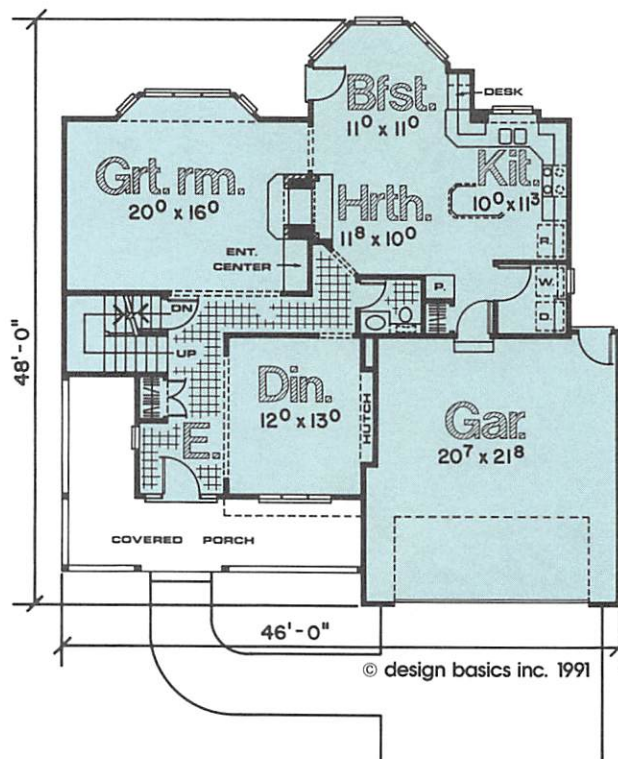 DESK
Bfst.
11⁰ x 11⁰
Grt. rm.
20⁰ x 16⁰
Kit.
10⁰ x 11³
Hrth.
11⁸ x 10⁰
ENT.
CENTER
R.
P.
W.
D.
DN
UP
48'-0"
Din.
12⁰ x 13⁰
HUTCH
Gar.
20⁷ x 21⁸
E.
COVERED PORCH
46'-0"
© design basics inc. 1991